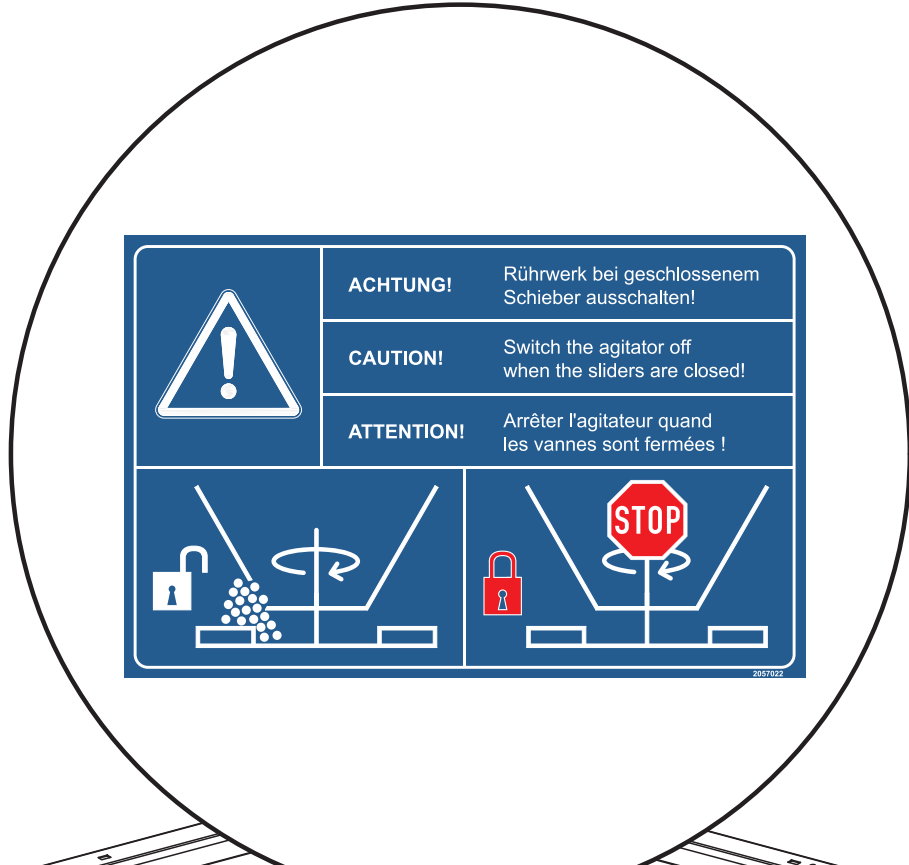 ACHTUNG!
Rührwerk bei geschlossenem
Schieber ausschalten!
CAUTION!
Switch the agitator off
when the sliders are closed!
ATTENTION!
Arrêter l'agitateur quand
les vannes sont fermées !
STOP
2057022